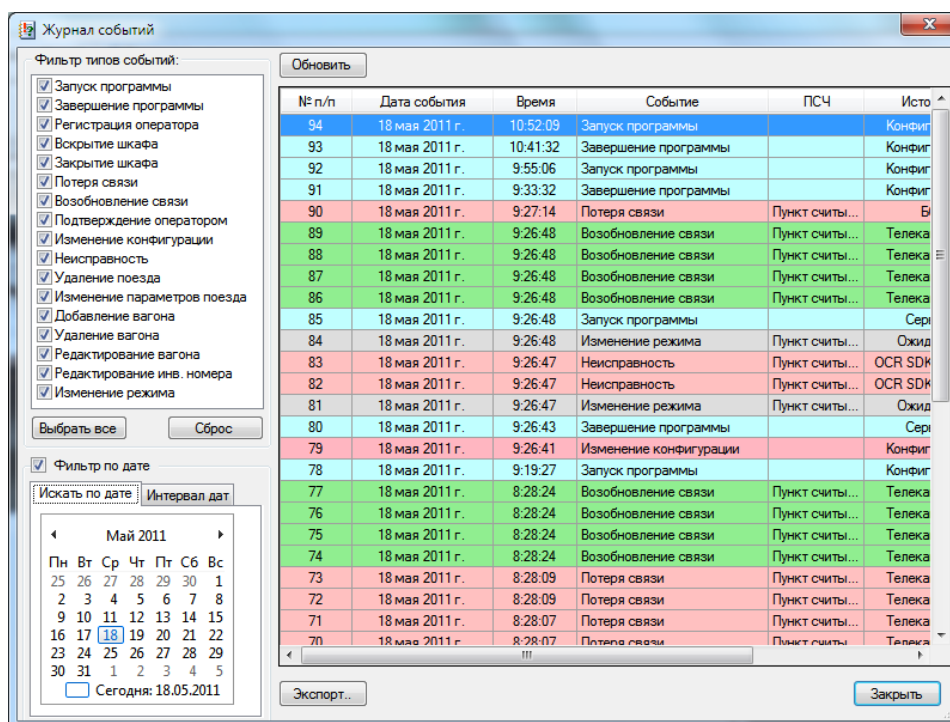 Журнал событий
Фильтр типов событий:
Запуск программы
Завершение программы
Регистрация оператора
Вскрытие шкафа
Закрытие шкафа
Потеря связи
Возобновление связи
Подтверждение оператором
Изменение конфигурации
Неисправность
Удаление поезда
Изменение параметров поезда
Добавление вагона
Удаление вагона
Редактирование вагона
Редактирование инв. номера
Изменение режима
Выбрать все Сброс
Фильтр по дате
Искать по дате Интервал дат
Май 2011
Пн Вт Ср Чт Пт Сб Вс
25 26 27 28 29 30 1
2 3 4 5 6 7 8
9 10 11 12 13 14 15
16 17 18 19 20 21 22
23 24 25 26 27 28 29
30 31 1 2 3 4 5
Сегодня: 18.05.2011
Обновить
№ п/п Дата события Время Событие ПСЧ Исто
94 18 мая 2011 г. 10:52:09 Запуск программы Конфиг
93 18 мая 2011 г. 10:41:32 Завершение программы Конфиг
92 18 мая 2011 г. 9:55:06 Запуск программы Конфиг
91 18 мая 2011 г. 9:33:32 Завершение программы Конфиг
90 18 мая 2011 г. 9:27:14 Потеря связи Пункт считы...
89 18 мая 2011 г. 9:26:48 Возобновление связи Пункт считы... Телека
88 18 мая 2011 г. 9:26:48 Возобновление связи Пункт считы... Телека
87 18 мая 2011 г. 9:26:48 Возобновление связи Пункт считы... Телека
86 18 мая 2011 г. 9:26:48 Возобновление связи Пункт считы... Телека
85 18 мая 2011 г. 9:26:48 Запуск программы Сер
84 18 мая 2011 г. 9:26:48 Изменение режима Пункт считы... Ожид
83 18 мая 2011 г. 9:26:47 Неисправность Пункт считы... OCR SDK
82 18 мая 2011 г. 9:26:47 Неисправность Пункт считы... OCR SDK
81 18 мая 2011 г. 9:26:47 Изменение режима Пункт считы... Ожид
80 18 мая 2011 г. 9:26:43 Завершение программы Сер
79 18 мая 2011 г. 9:26:41 Изменение конфигурации Конфиг
78 18 мая 2011 г. 9:19:27 Запуск программы Конфиг
77 18 мая 2011 г. 8:28:24 Возобновление связи Пункт считы... Телека
76 18 мая 2011 г. 8:28:24 Возобновление связи Пункт считы... Телека
75 18 мая 2011 г. 8:28:24 Возобновление связи Пункт считы... Телека
74 18 мая 2011 г. 8:28:24 Возобновление связи Пункт считы... Телека
73 18 мая 2011 г. 8:28:09 Потеря связи Пункт считы... Телека
72 18 мая 2011 г. 8:28:09 Потеря связи Пункт считы... Телека
71 18 мая 2011 г. 8:28:07 Потеря связи Пункт считы... Телека
70 18 мая 2011 г. 8:28:07 Потеря связи Пункт считы... Телека
Экспорт.. Закрыть